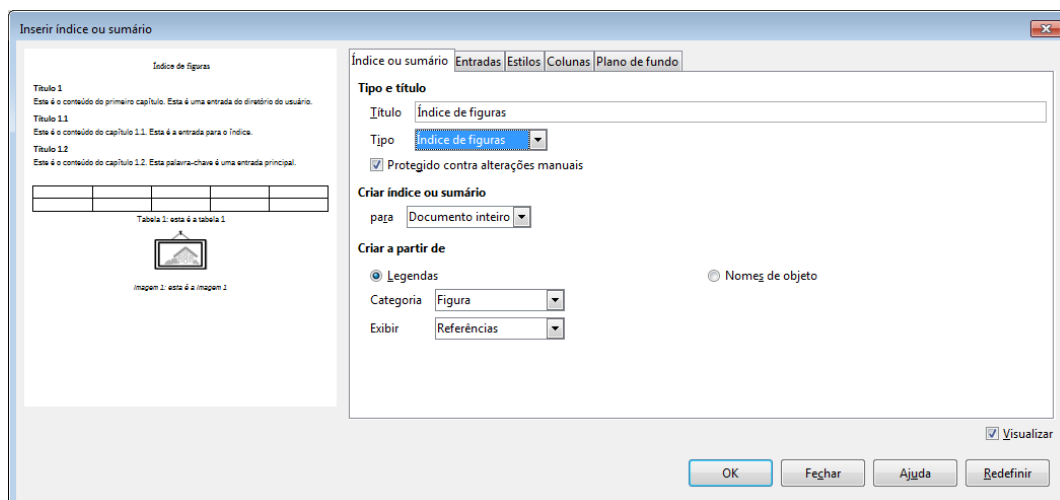 Inserir índice ou sumário
Índice de figuras
Título 1
Este é o conteúdo do primeiro capítulo. Esta é uma entrada do diretório do usuário.
Título 1.1
Este é o conteúdo do capítulo 1.1. Esta é a entrada para o índice.
Título 1.2
Este é o conteúdo do capítulo 1.2. Esta palavra-chave é uma entrada principal.
Tabela 1: esta é a tabela 1
Imagem 1: esta é a imagem 1
Índice ou sumário Entradas Estilos Colunas Plano de fundo
Tipo e título
Título Índice de figuras
Tipo Índice de figuras
Protegido contra alterações manuais
Criar índice ou sumário
para Documento inteiro
Criar a partir de
Legendas Nomes de objeto
Categoria Figura
Exibir Referências
Visualizar
OK Fechar Ajuda Redefinir